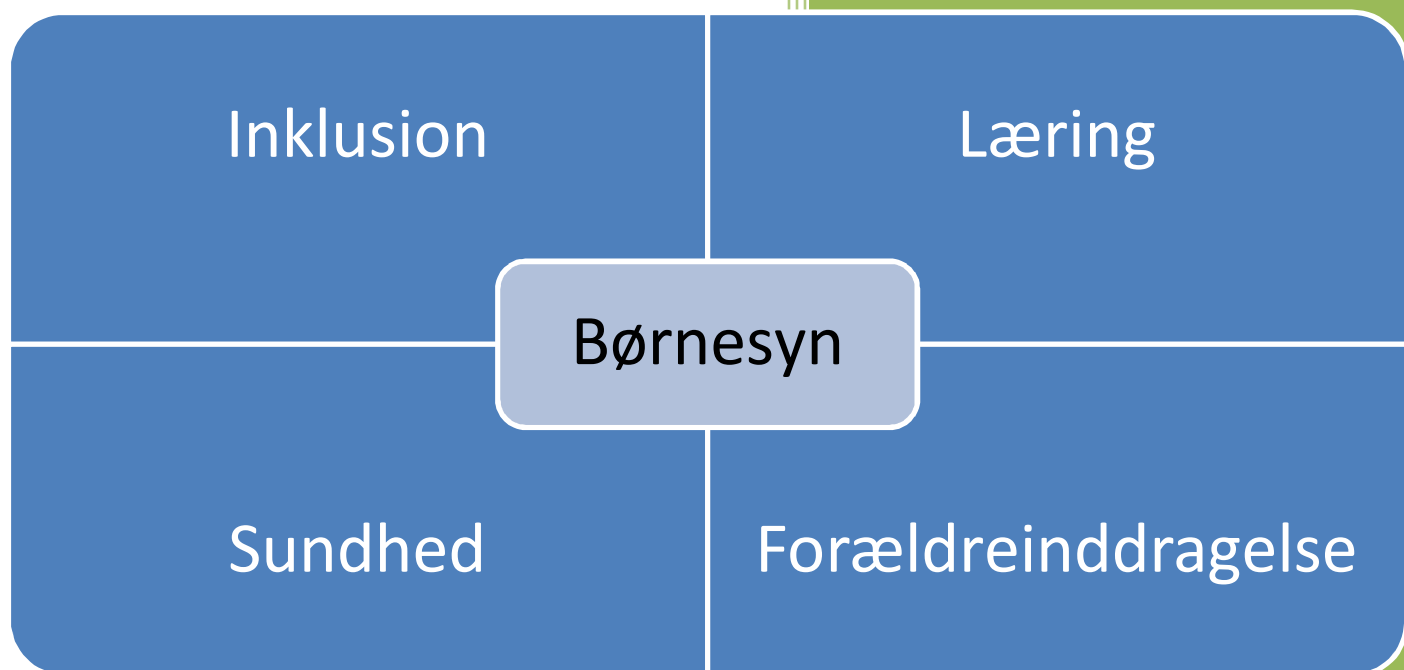 Inklusion
Læring
Børnesyn
Sundhed
Forældreinddragelse